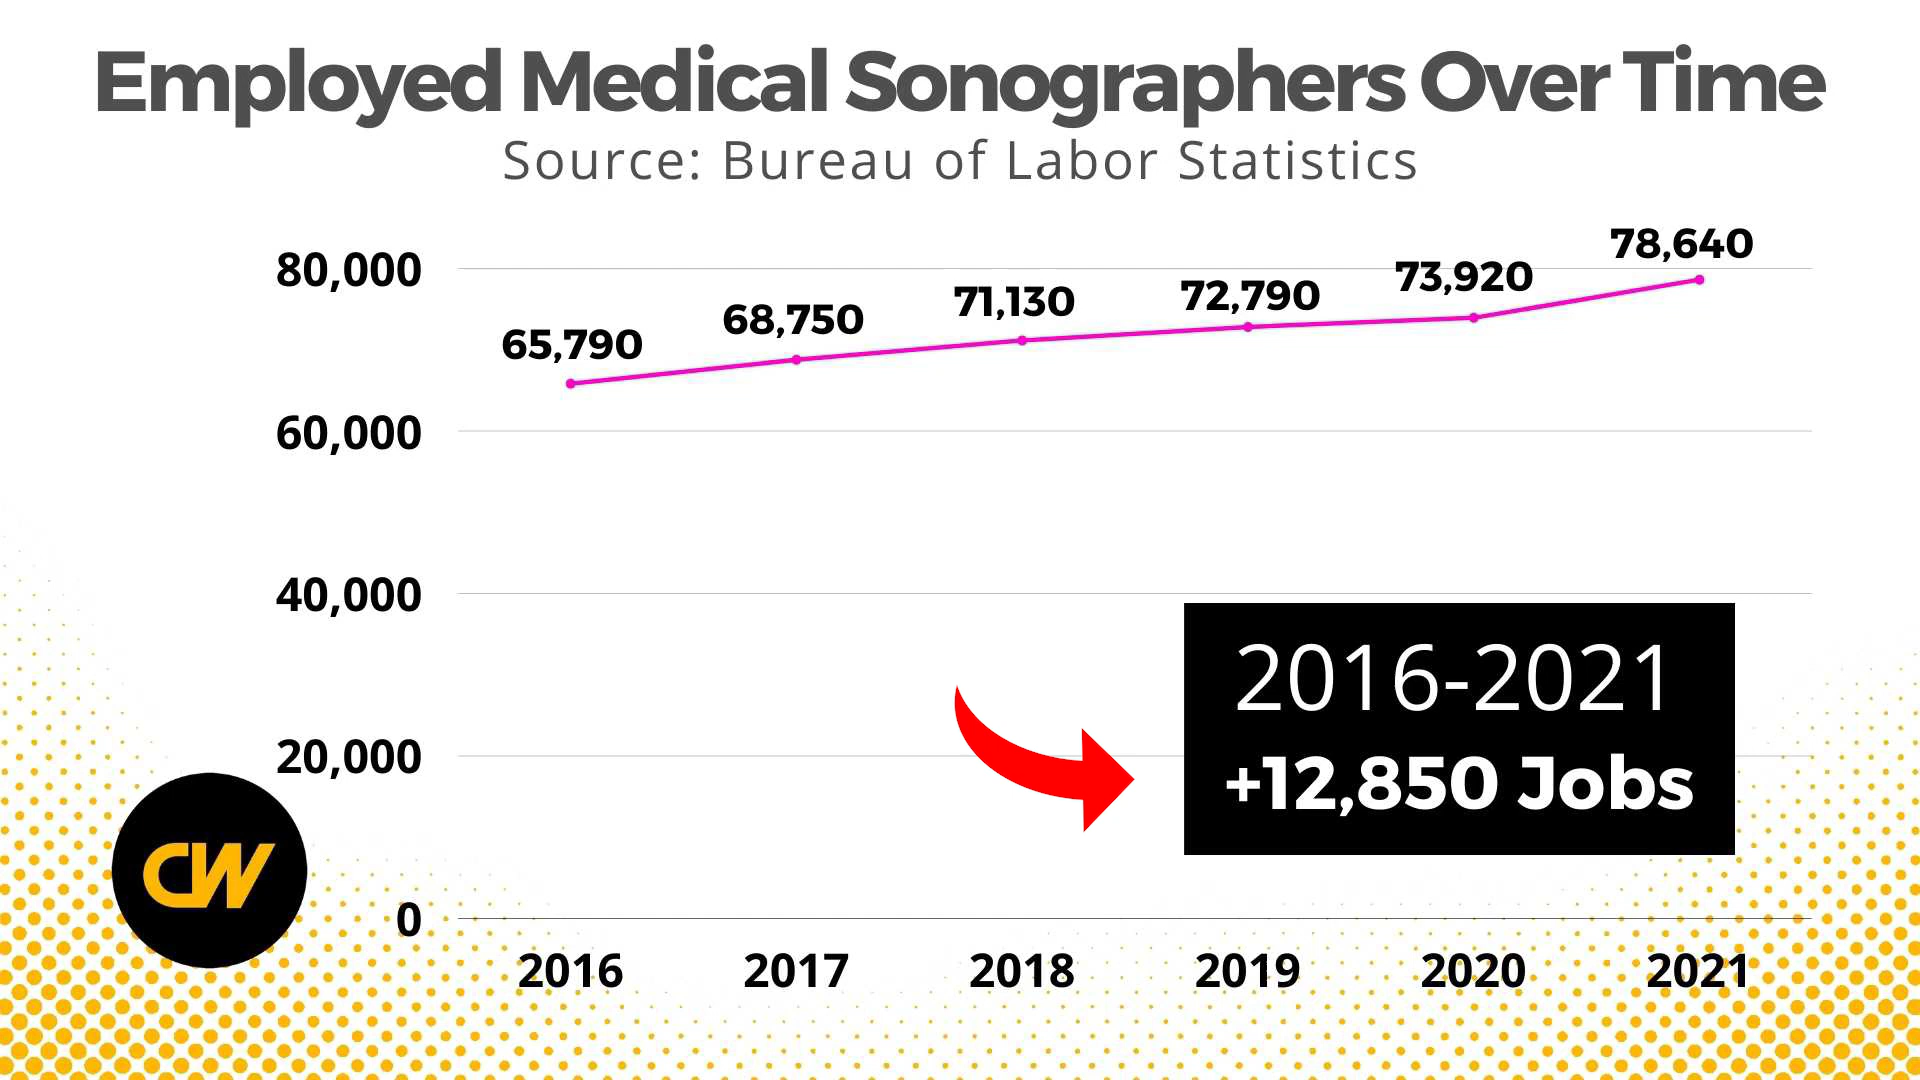 Employed Medical Sonographers Over Time
Source: Bureau of Labor Statistics
80,000
60,000
40,000
20,000
0
65,790
68,750
71,130
72,790
73,920
78,640
2016-2021
+12,850 Jobs
CW
2016 2017 2018 2019 2020 2021